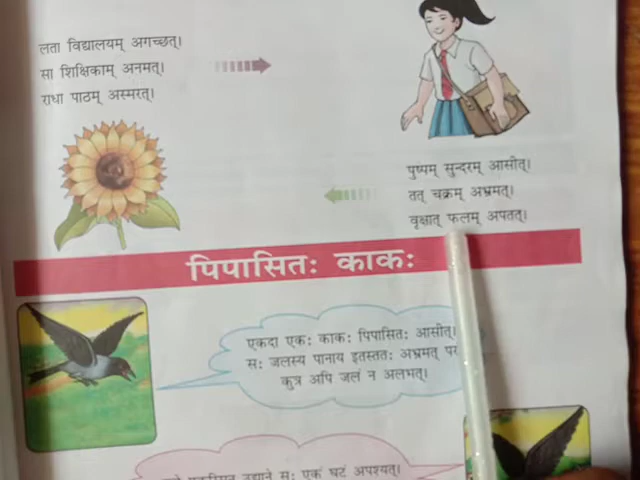 लता विद्यालयम् अगच्छत्।
सा शिक्षिकाम् अनमत्।
राधा पाठम् अस्मरत्।
पुष्पम् सुन्दरम् आसीत्।
तत् चक्रम् अभ्रमत्।
वृक्षात् फलम् अपतत्।
पिपासितः काकः
एकदा एकः काकः पिपासितः आसीत्।
सः जलस्य पानाय इतस्ततः अभ्रमत् पर
कुत्र अपि जलं न अलभत्।
सः एकं घटं अपश्यत्।